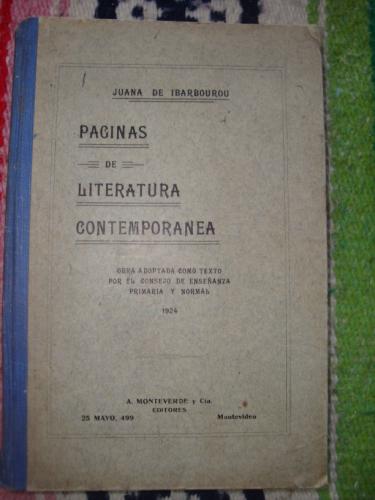 JUANA DE IBARBOUROU
PAGINAS
DE
LITERATURA
CONTEMPORANEA
OBRA ADOPTADA COMO TEXTO
POR EL CONSEJO DE ENSEÑANZA
PRIMARIA Y NORMAL
1924
A. MONTEVERDE y Cía.
EDITORES
25 MAYO, 499 Montevideo